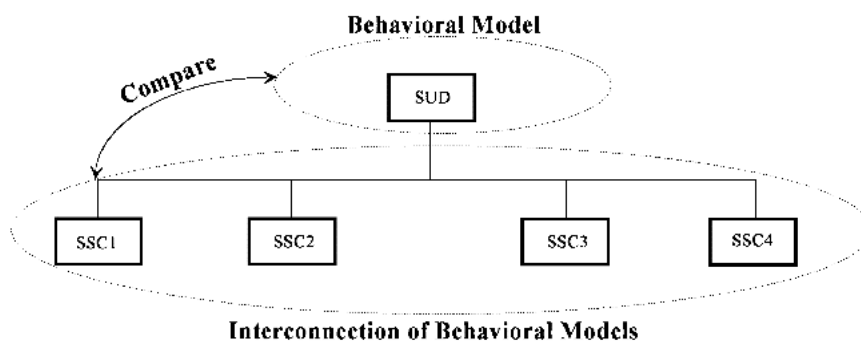 Behavioral Model
Compare
SUD
SSC1
SSC2
SSC3
SSC4
Interconnection of Behavioral Models